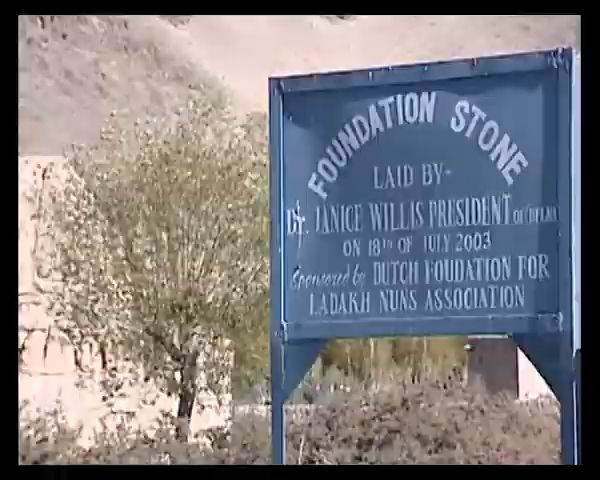 FOUNDATION STONE
LAID BY-
Dr. JANICE WILLIS PRESIDENT
ON 18TH OF JULY 2003
Sponsored by DUTCH FOUDATION FOR
LADAKH NUNS ASSOCIATION